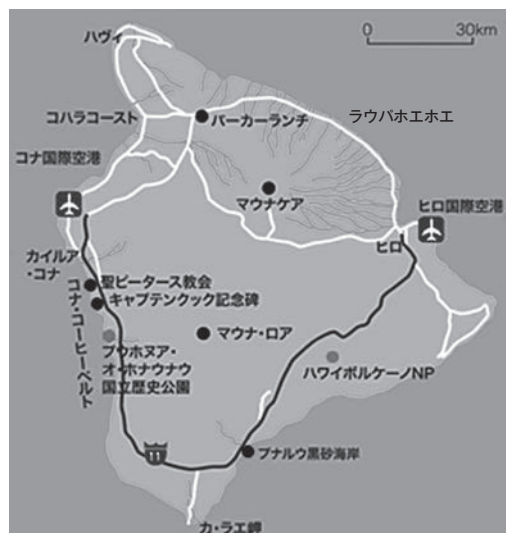 0 30km
ハヴィ
コハラコースト
パーカーランチ
ラウパホエホエ
コナ国際空港
マウナケア
ヒロ国際空港
ヒロ
カイルア
・コナ
聖ピータース教会
キャプテンクック記念碑
コナ・コーヒーベルト
マウナ・ロア
プウホヌア・
オ・ホナウナウ
国立歴史公園
ハワイボルケーノNP
11
プナルウ黒砂海岸
カ・ラエ岬